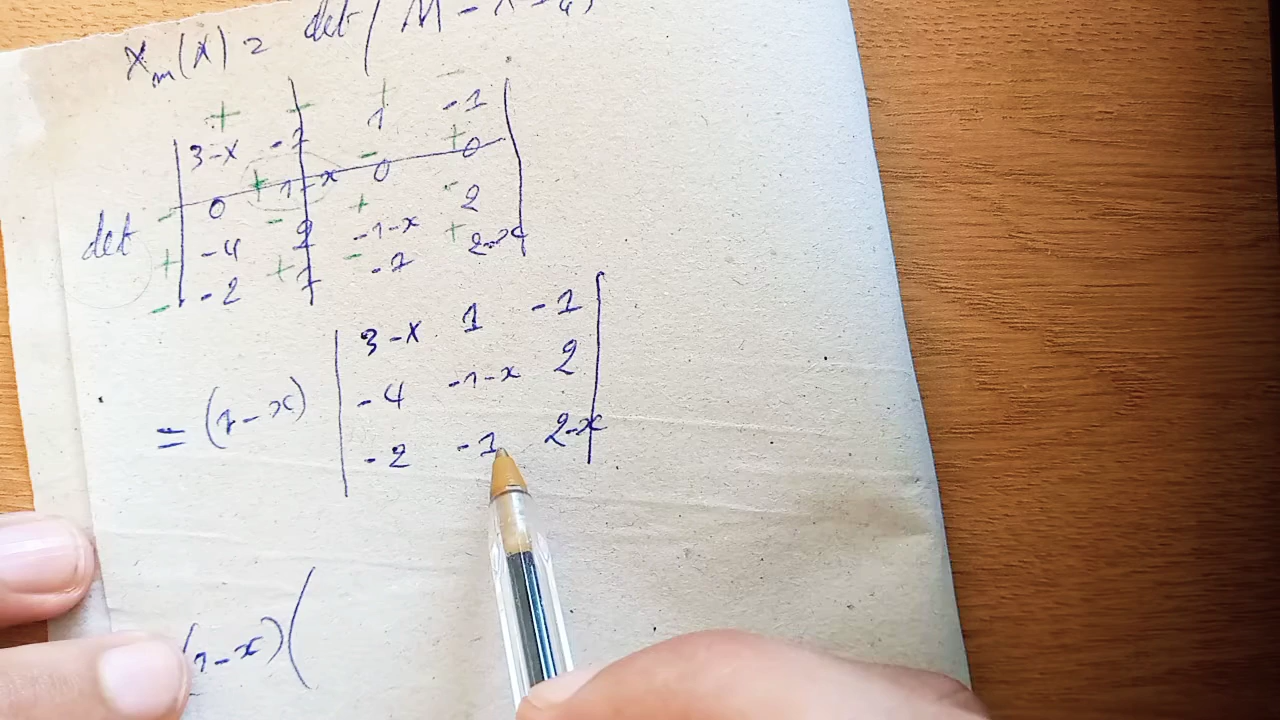 X_m(X) = det(M - X I_4)
+ - + -
3-X -1 1 -1
- + - +
0 1-x 0 0
+ - + -
det -4 2 -1-x 2
- + - +
-2 1 -1 2-x
3-X 1 -1
= (1-x) -4 -1-x 2
-2 -1 2-x
(1-x)(